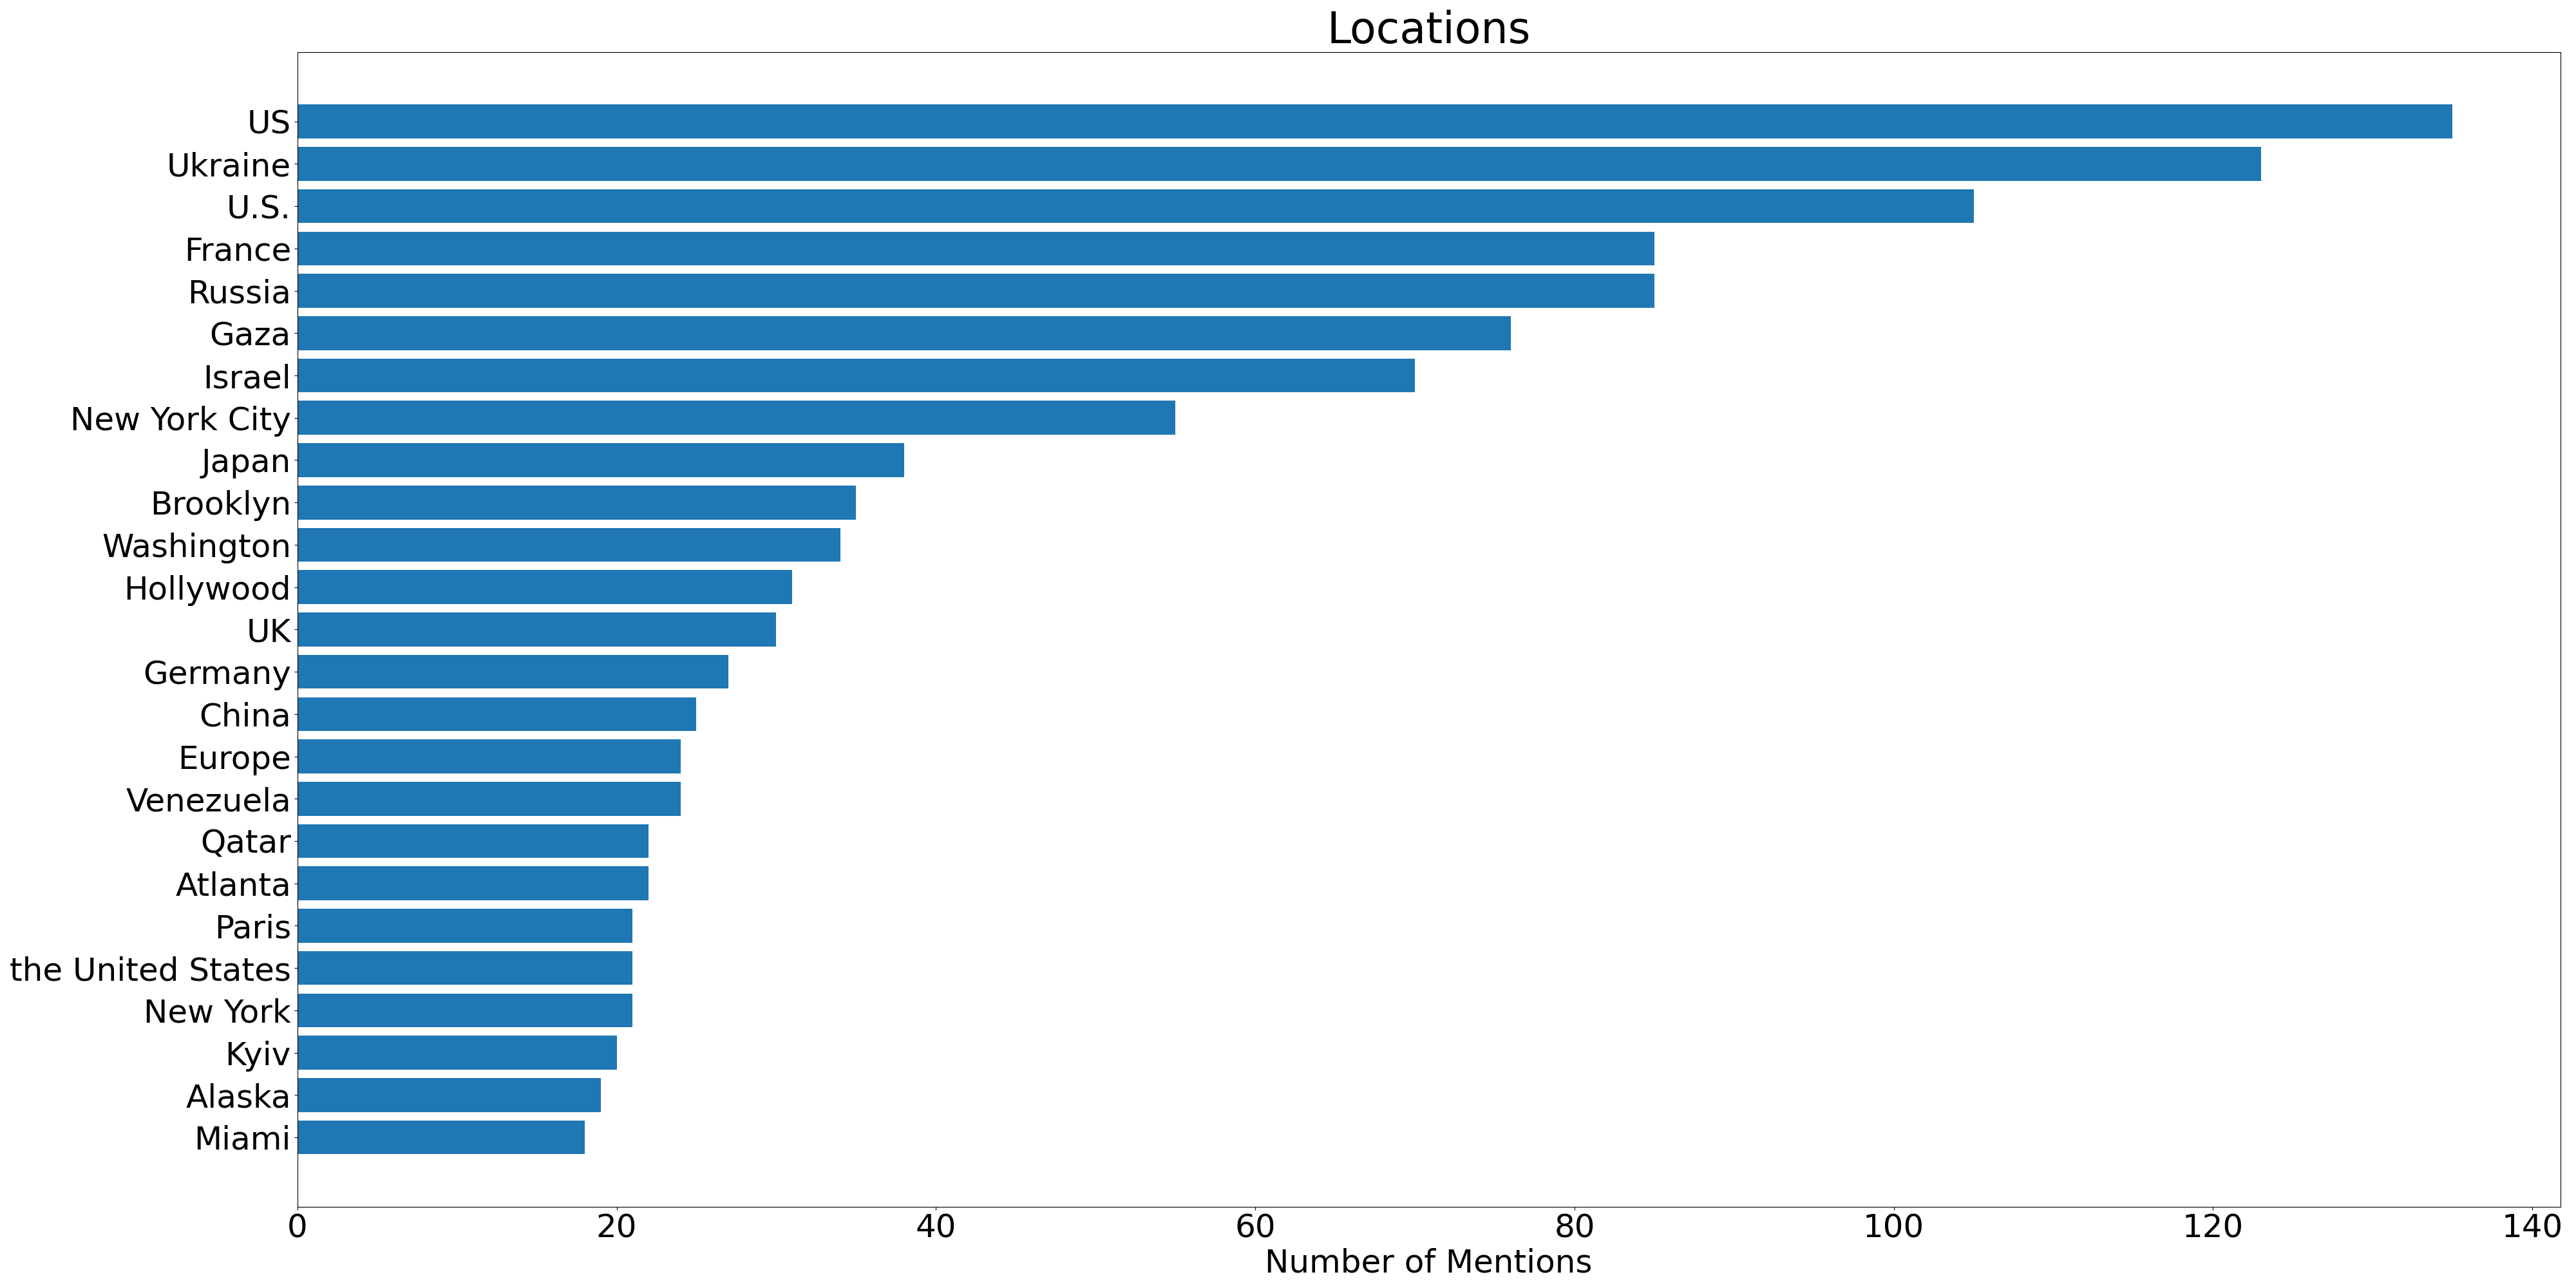 Locations
US
Ukraine
U.S.
France
Russia
Gaza
Israel
New York City
Japan
Brooklyn
Washington
Hollywood
UK
Germany
China
Europe
Venezuela
Qatar
Atlanta
Paris
the United States
New York
Kyiv
Alaska
Miami
0 20 40 60 80 100 120 140
Number of Mentions